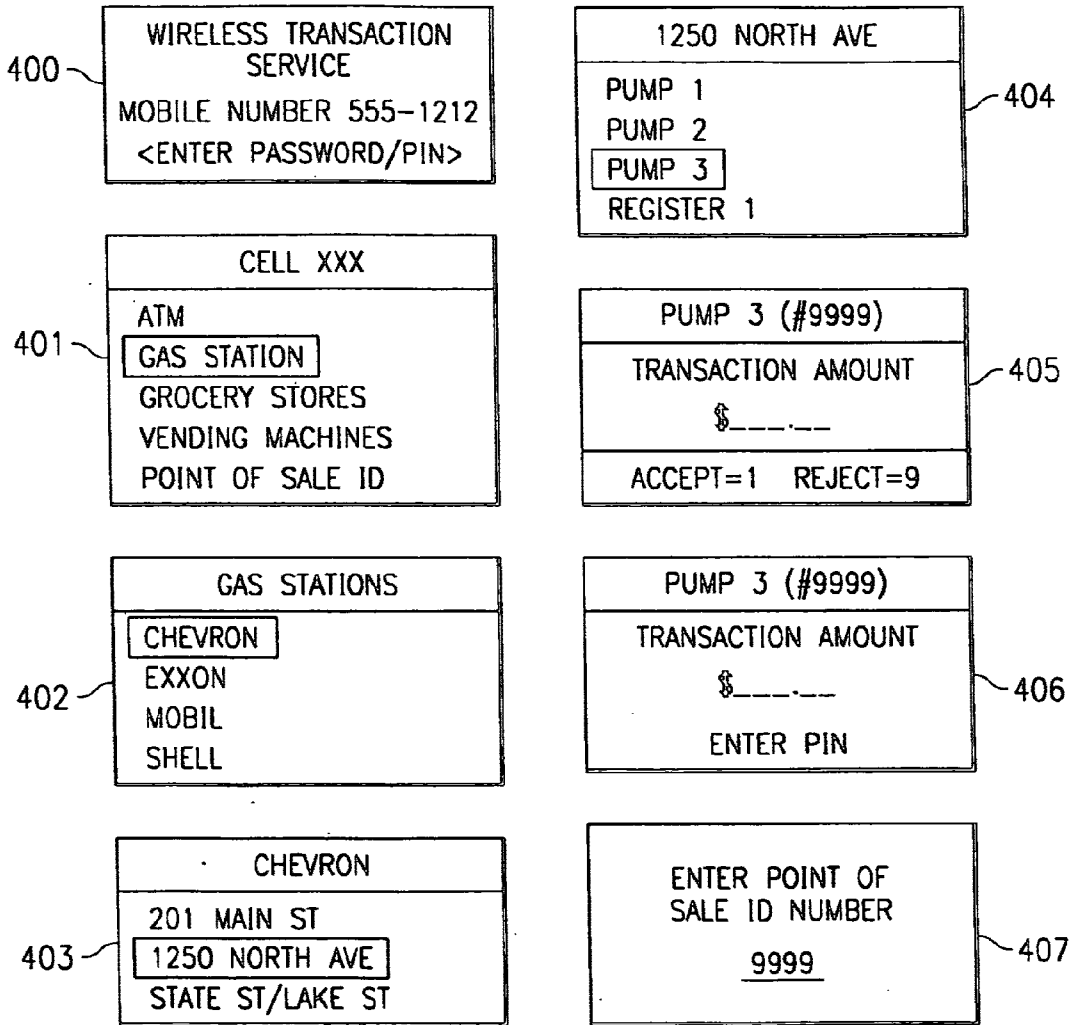 400
WIRELESS TRANSACTION
SERVICE
MOBILE NUMBER 555-1212
<ENTER PASSWORD/PIN>
401
CELL XXX
ATM
GAS STATION
GROCERY STORES
VENDING MACHINES
POINT OF SALE ID
402
GAS STATIONS
CHEVRON
EXXON
MOBIL
SHELL
403
CHEVRON
201 MAIN ST
1250 NORTH AVE
STATE ST/LAKE ST
404
1250 NORTH AVE
PUMP 1
PUMP 2
PUMP 3
REGISTER 1
405
PUMP 3 (#9999)
TRANSACTION AMOUNT
$___.__
ACCEPT=1 REJECT=9
406
PUMP 3 (#9999)
TRANSACTION AMOUNT
$___.__
ENTER PIN
407
ENTER POINT OF
SALE ID NUMBER
9999